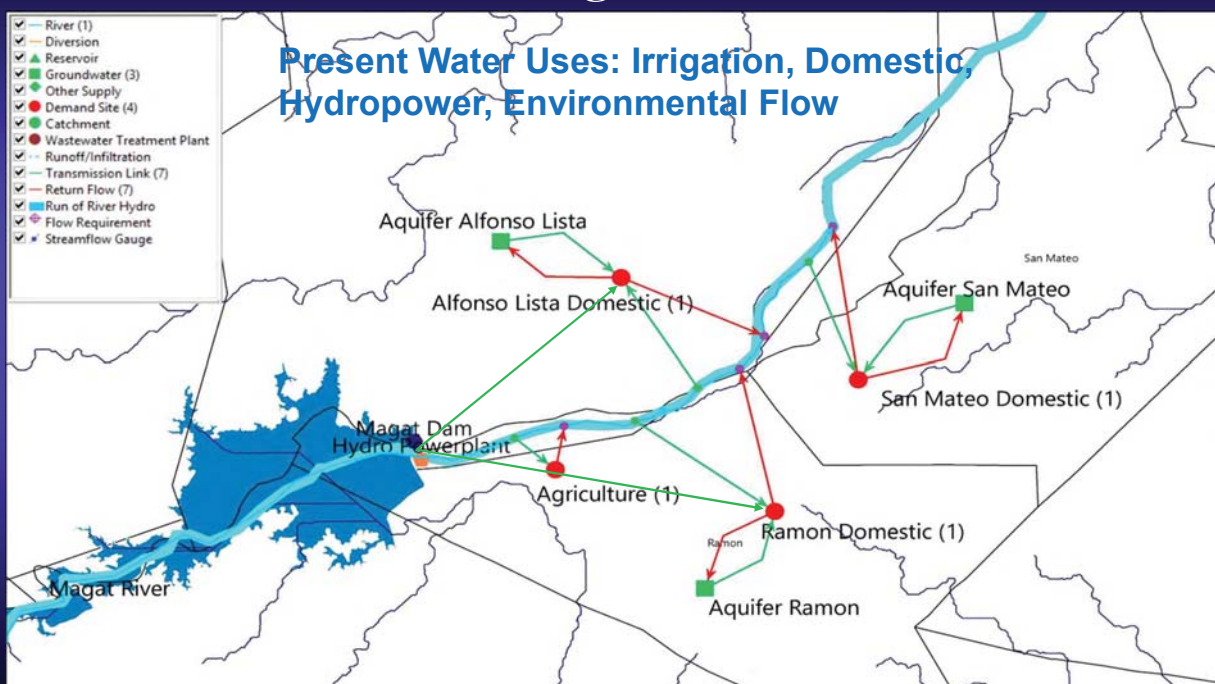 River (1)
Diversion
Reservoir
Groundwater (3)
Other Supply
Demand Site (4)
Catchment
Wastewater Treatment Plant
Runoff/Infiltration
Transmission Link (7)
Return Flow (7)
Run of River Hydro
Flow Requirement
Streamflow Gauge
Present Water Uses: Irrigation, Domestic,
Hydropower, Environmental Flow
Aquifer Alfonso Lista
Alfonso Lista Domestic (1)
San Mateo
Aquifer San Mateo
San Mateo Domestic (1)
Magat Dam
Hydro Powerplant
Agriculture (1)
Ramon Domestic (1)
Ramon
Aquifer Ramon
Magat River